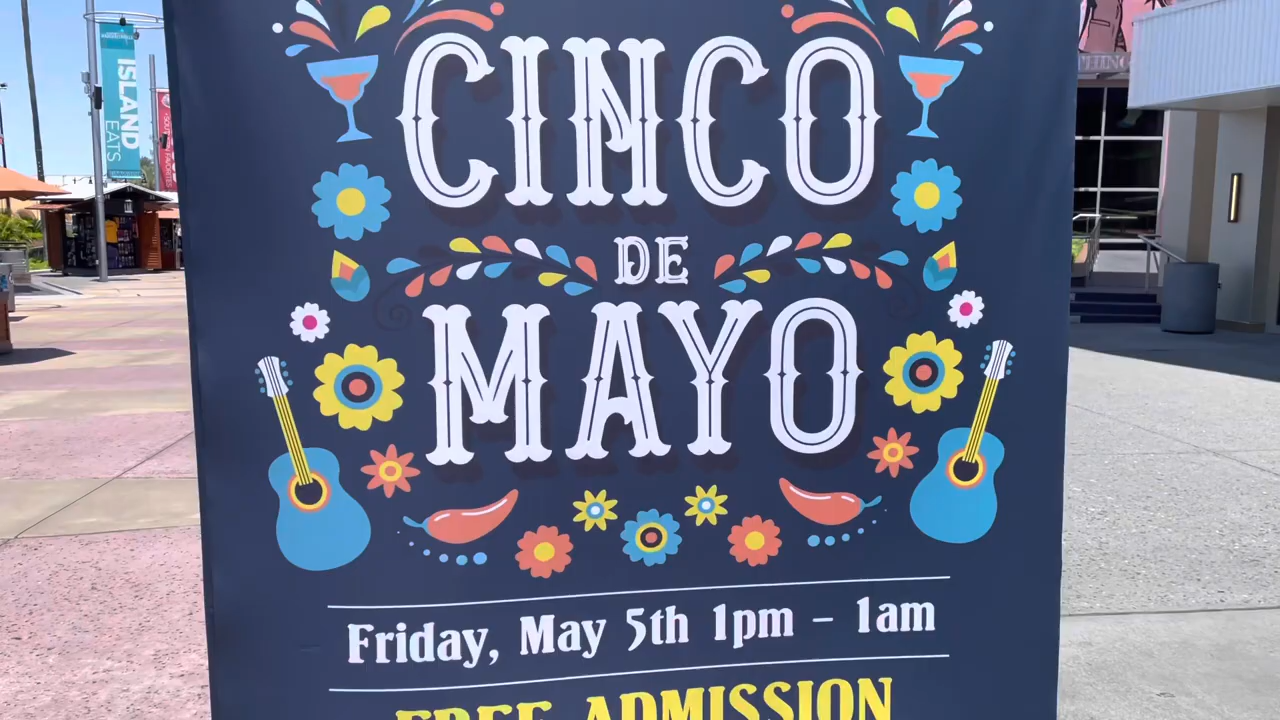 ISLAND
EATS
CINCO
DE
MAYO
Friday, May 5th 1pm – 1am
FREE ADMISSION